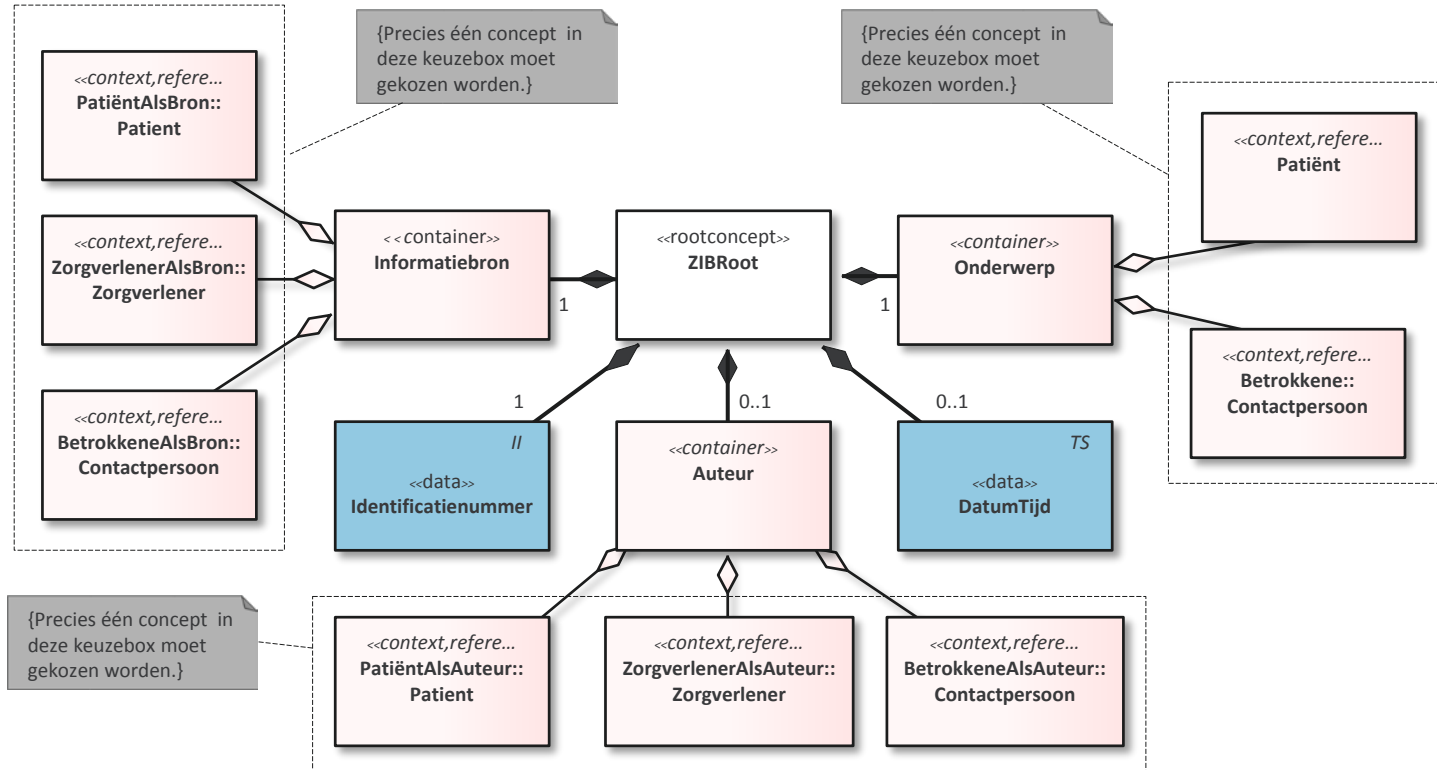 {Precies één concept in
deze keuzebox moet
gekozen worden.}
{Precies één concept in
deze keuzebox moet
gekozen worden.}
«context,refere...
PatiëntAlsBron::
Patient
«context,refere...
Patiënt
«context,refere...
ZorgverlenerAlsBron::
Zorgverlener
<<container»
Informatiebron
«rootconcept»
ZIBRoot
«container»
Onderwerp
1
1
«context,refere...
Betrokkene::
Contactpersoon
«context,refere...
BetrokkeneAlsBron::
Contactpersoon
1
0..1
0..1
II
«data»
Identificatienummer
«container»
Auteur
TS
«data»
DatumTijd
{Precies één concept in
deze keuzebox moet
gekozen worden.}
«context,refere...
PatiëntAlsAuteur::
Patient
«context,refere...
ZorgverlenerAlsAuteur::
Zorgverlener
«context,refere...
BetrokkeneAlsAuteur::
Contactpersoon